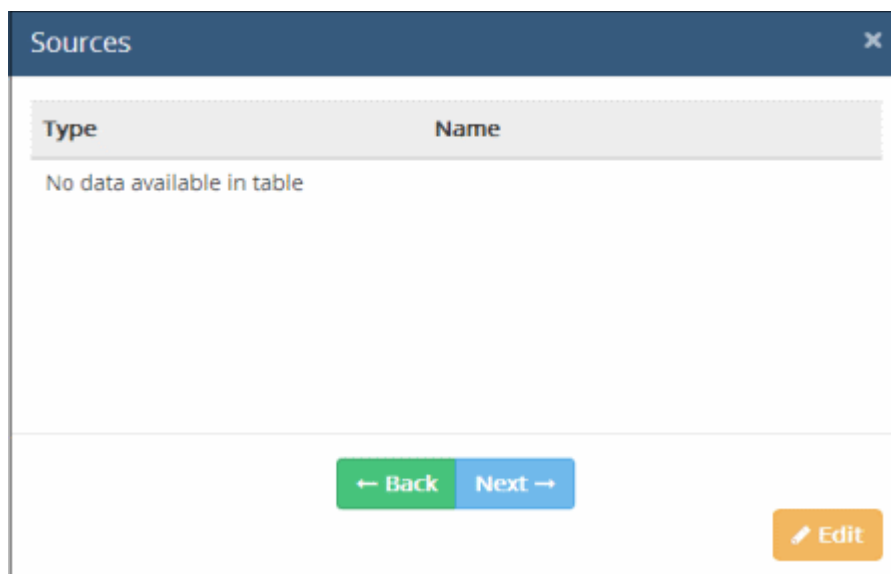 Sources ×
Type Name
No data available in table
← Back Next →
Edit